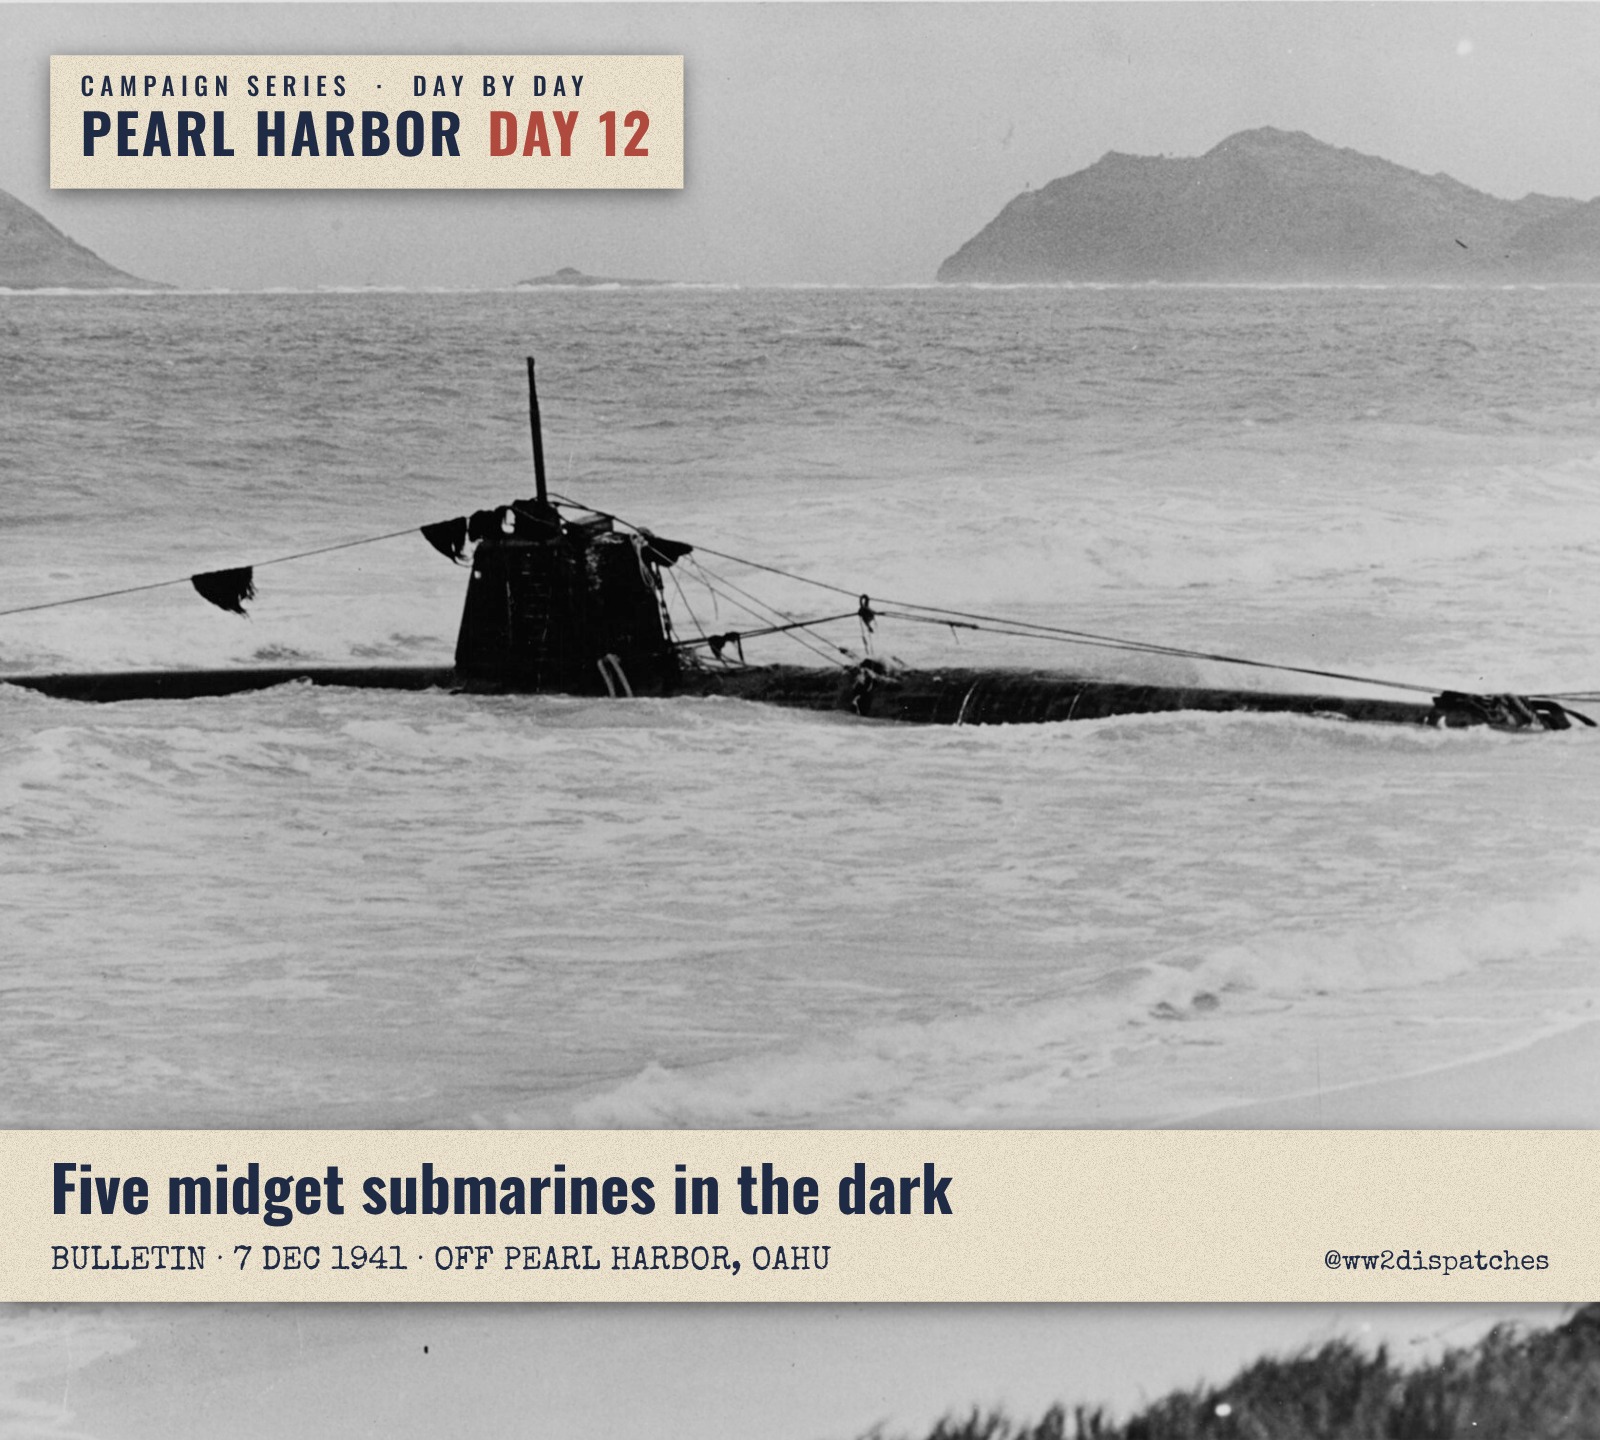 CAMPAIGN SERIES · DAY BY DAY
PEARL HARBOR DAY 12
Five midget submarines in the dark
BULLETIN · 7 DEC 1941 · OFF PEARL HARBOR, OAHU
@ww2dispatches